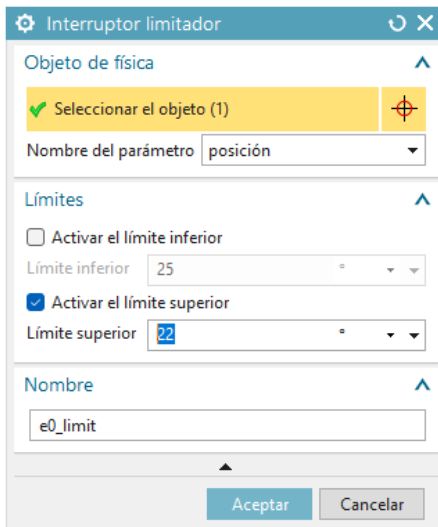 Interruptor limitador
Objeto de física
Seleccionar el objeto (1)
Nombre del parámetro posición
Límites
Activar el límite inferior
Límite inferior 25 °
Activar el límite superior
Límite superior 22 °
Nombre
e0_limit
Aceptar Cancelar